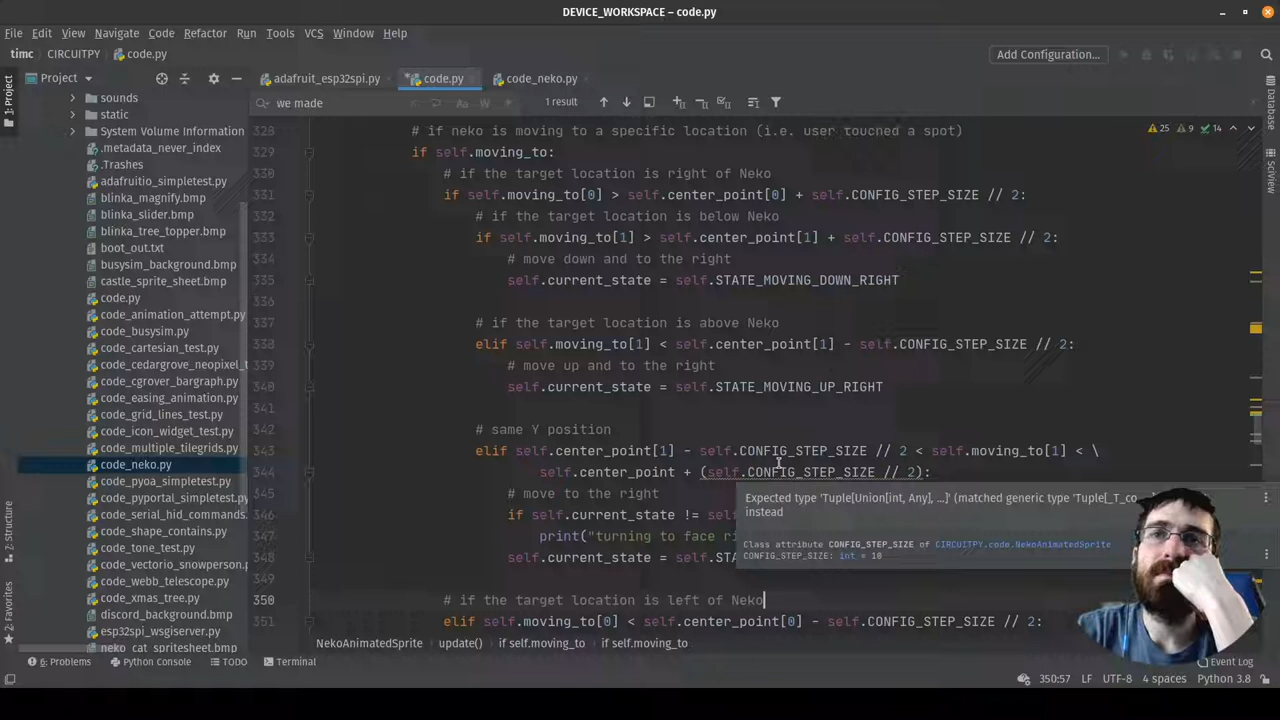 DEVICE_WORKSPACE – code.py
File Edit View Navigate Code Refactor Run Tools VCS Window Help
timc CIRCUITPY code.py Add Configuration...
Project adafruit_esp32spi.py code.py code_neko.py
we made Aa W .* 1 result
1: Project
7: Structure
2: Favorites
Database
SciView
sounds
static
System Volume Information
.metadata_never_index
.Trashes
adafruitio_simpletest.py
blinka_magnify.bmp
blinka_slider.bmp
blinka_tree_topper.bmp
boot_out.txt
busysim_background.bmp
castle_sprite_sheet.bmp
code.py
code_animation_attempt.py
code_busysim.py
code_cartesian_test.py
code_cedargrove_neopixel_t
code_cgrover_bargraph.py
code_easing_animation.py
code_grid_lines_test.py
code_icon_widget_test.py
code_multiple_tilegrids.py
code_neko.py
code_pyoa_simpletest.py
code_pyportal_simpletest.py
code_serial_hid_commands.
code_shape_contains.py
code_tone_test.py
code_vectorio_snowperson.p
code_webb_telescope.py
code_xmas_tree.py
discord_background.bmp
esp32spi_wsgiserver.py
neko_cat_spritesheet.bmp
25 9 14
328 # if neko is moving to a specific location (i.e. user touched a spot)
329 if self.moving_to:
330 # if the target location is right of Neko
331 if self.moving_to[0] > self.center_point[0] + self.CONFIG_STEP_SIZE // 2:
332 # if the target location is below Neko
333 if self.moving_to[1] > self.center_point[1] + self.CONFIG_STEP_SIZE // 2:
334 # move down and to the right
335 self.current_state = self.STATE_MOVING_DOWN_RIGHT
336
337 # if the target location is above Neko
338 elif self.moving_to[1] < self.center_point[1] - self.CONFIG_STEP_SIZE // 2:
339 # move up and to the right
340 self.current_state = self.STATE_MOVING_UP_RIGHT
341
342 # same Y position
343 elif self.center_point[1] - self.CONFIG_STEP_SIZE // 2 < self.moving_to[1] < \
344 self.center_point + (self.CONFIG_STEP_SIZE // 2):
345 # move to the right
346 if self.current_state != se
347 print("turning to face ri
348 self.current_state = self.STA
349
350 # if the target location is left of Neko
351 elif self.moving_to[0] < self.center_point[0] - self.CONFIG_STEP_SIZE // 2:
Expected type 'Tuple[Union[int, Any], ...]' (matched generic type 'Tuple[_T_co
instead
Class attribute CONFIG_STEP_SIZE of CIRCUITPY.code.NekoAnimatedSprite
CONFIG_STEP_SIZE: int = 10
NekoAnimatedSprite update() if self.moving_to if self.moving_to
6: Problems Python Console TODO Terminal Event Log
350:57 LF UTF-8 4 spaces Python 3.8